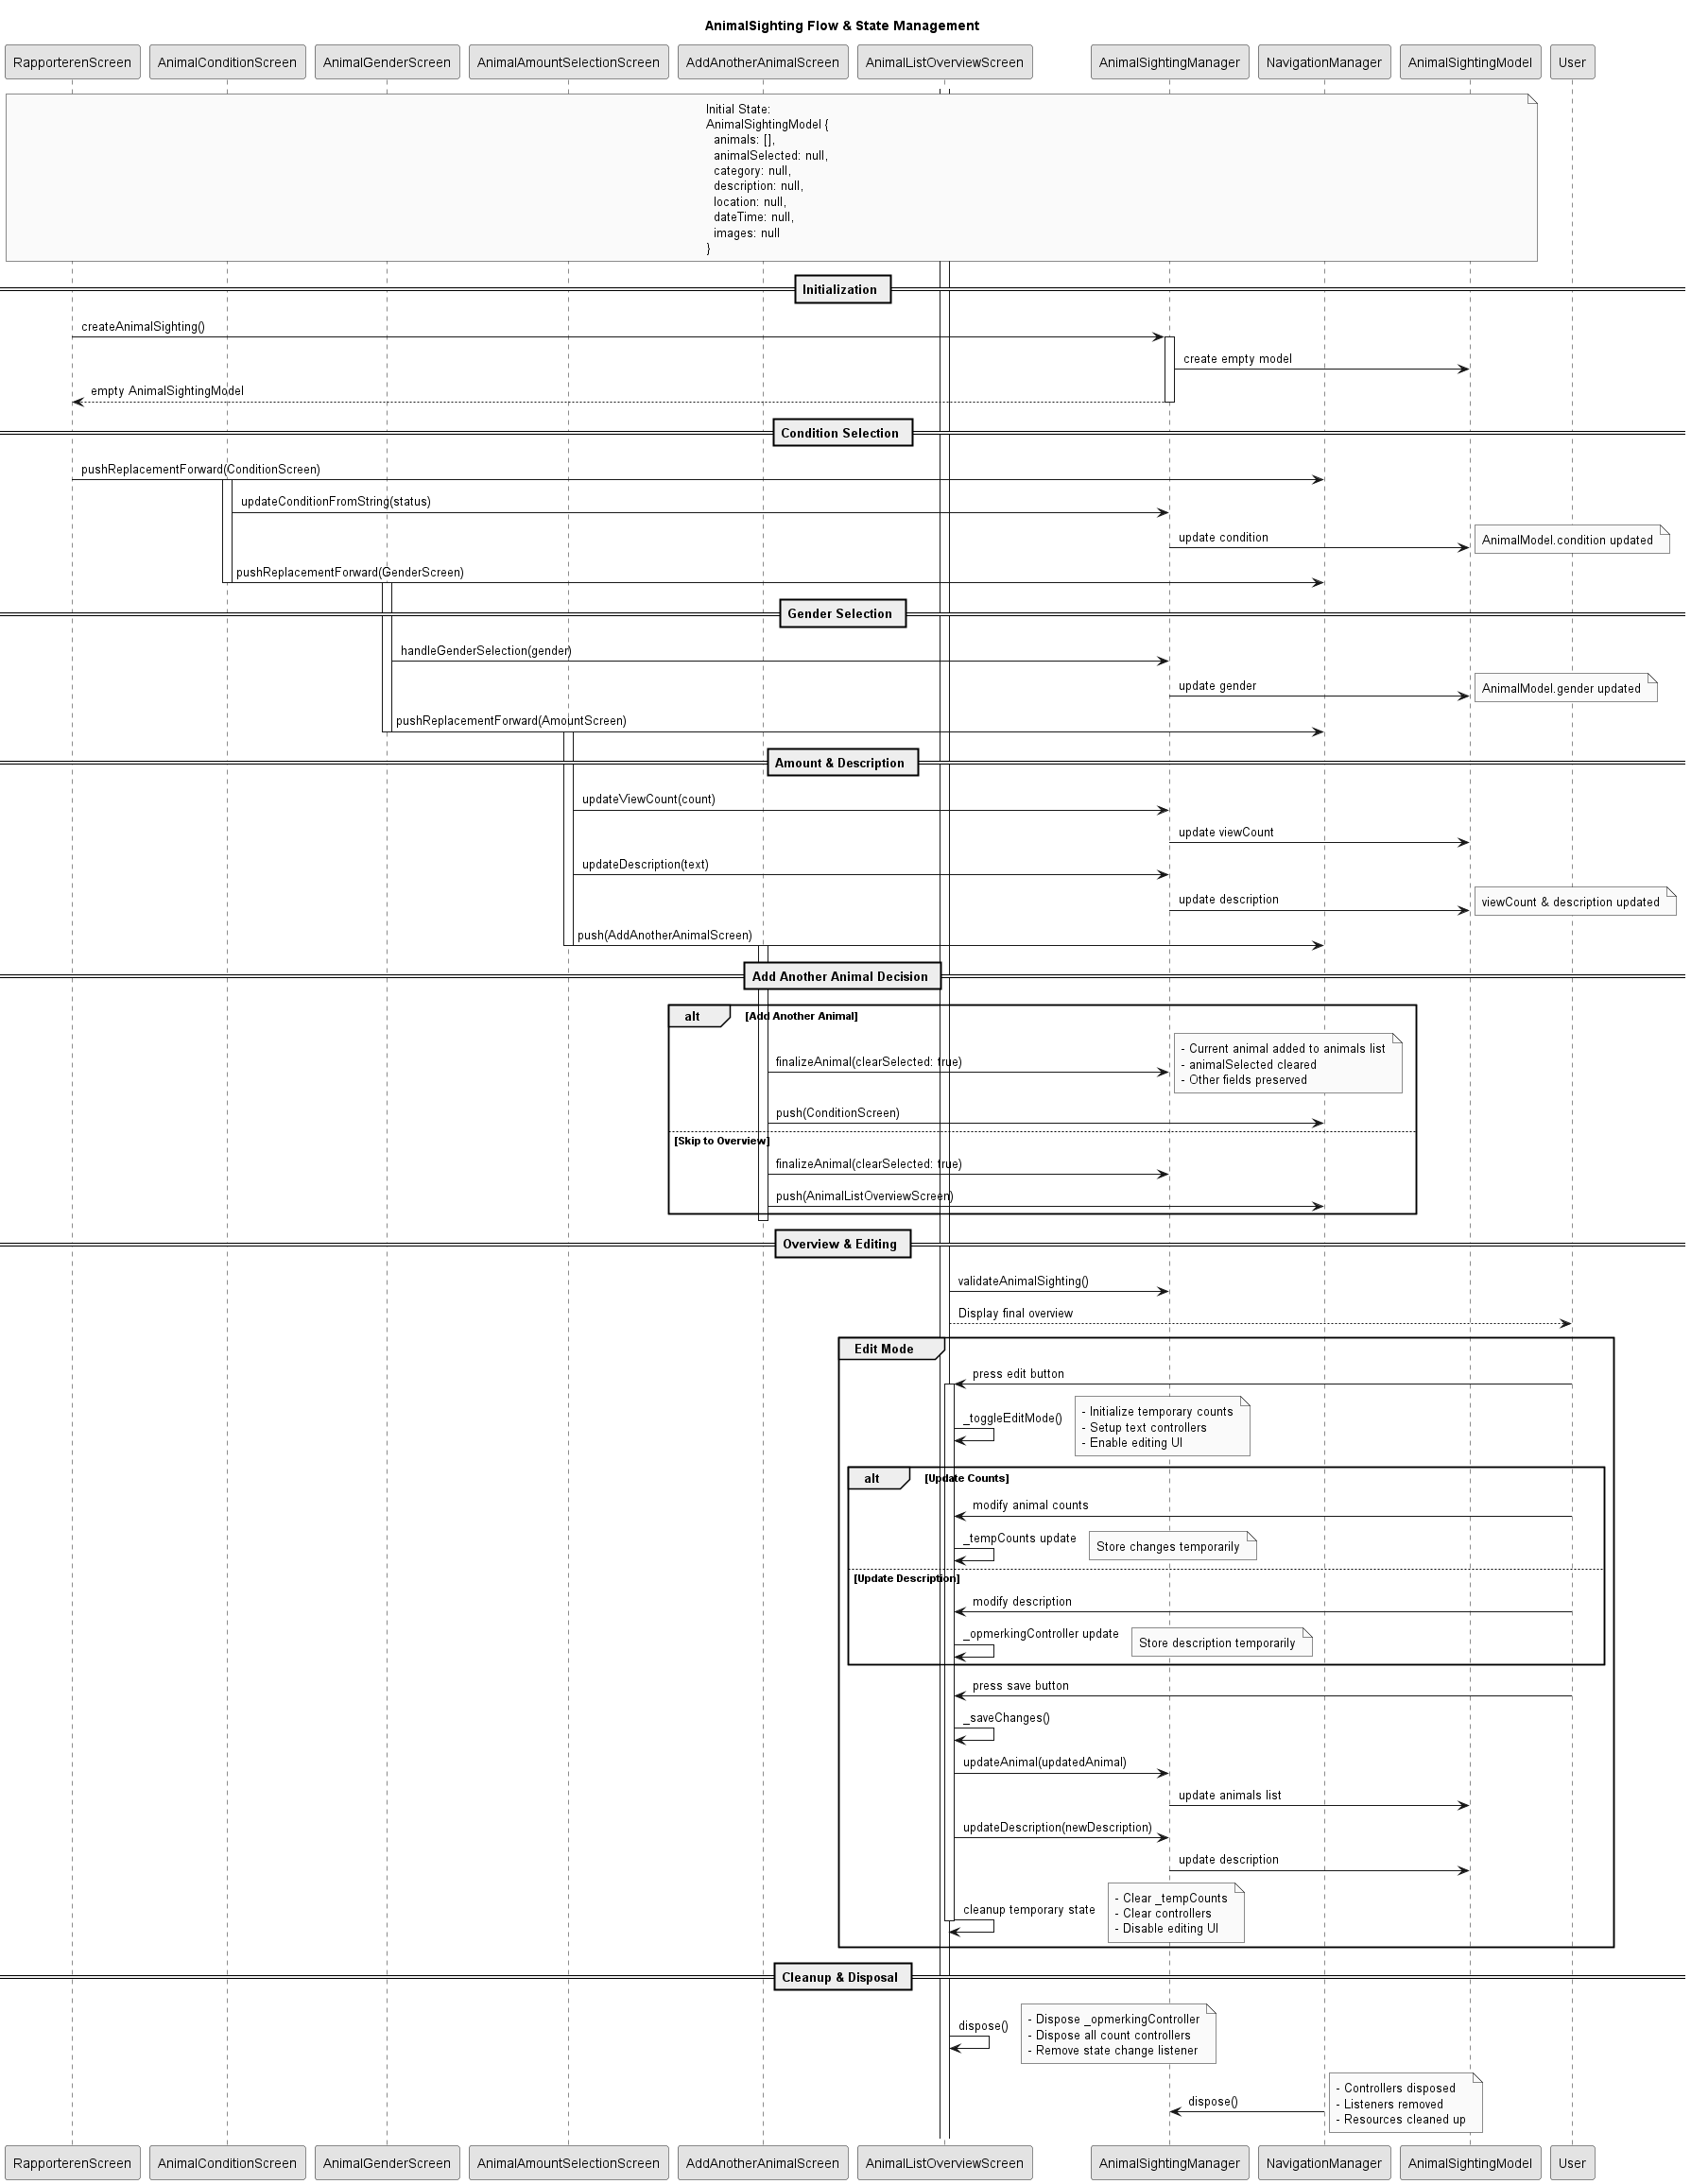 AnimalSighting Flow & State Management
RapporterenScreen
AnimalConditionScreen
AnimalGenderScreen
AnimalAmountSelectionScreen
AddAnotherAnimalScreen
AnimalListOverviewScreen
AnimalSightingManager
NavigationManager
AnimalSightingModel
User
Initial State:
AnimalSightingModel {
animals: [],
animalSelected: null,
category: null,
description: null,
location: null,
dateTime: null,
images: null
}
Initialization
createAnimalSighting()
create empty model
empty AnimalSightingModel
Condition Selection
pushReplacementForward(ConditionScreen)
updateConditionFromString(status)
update condition
AnimalModel.condition updated
pushReplacementForward(GenderScreen)
Gender Selection
handleGenderSelection(gender)
update gender
AnimalModel.gender updated
pushReplacementForward(AmountScreen)
Amount & Description
updateViewCount(count)
update viewCount
updateDescription(text)
update description
viewCount & description updated
push(AddAnotherAnimalScreen)
Add Another Animal Decision
alt
[Add Another Animal]
finalizeAnimal(clearSelected: true)
- Current animal added to animals list
- animalSelected cleared
- Other fields preserved
push(ConditionScreen)
[Skip to Overview]
finalizeAnimal(clearSelected: true)
push(AnimalListOverviewScreen)
Overview & Editing
validateAnimalSighting()
Display final overview
Edit Mode
press edit button
_toggleEditMode()
- Initialize temporary counts
- Setup text controllers
- Enable editing UI
alt
[Update Counts]
modify animal counts
_tempCounts update
Store changes temporarily
[Update Description]
modify description
_opmerkingController update
Store description temporarily
press save button
_saveChanges()
updateAnimal(updatedAnimal)
update animals list
updateDescription(newDescription)
update description
cleanup temporary state
- Clear _tempCounts
- Clear controllers
- Disable editing UI
Cleanup & Disposal
dispose()
- Dispose _opmerkingController
- Dispose all count controllers
- Remove state change listener
dispose()
- Controllers disposed
- Listeners removed
- Resources cleaned up
RapporterenScreen
AnimalConditionScreen
AnimalGenderScreen
AnimalAmountSelectionScreen
AddAnotherAnimalScreen
AnimalListOverviewScreen
AnimalSightingManager
NavigationManager
AnimalSightingModel
User